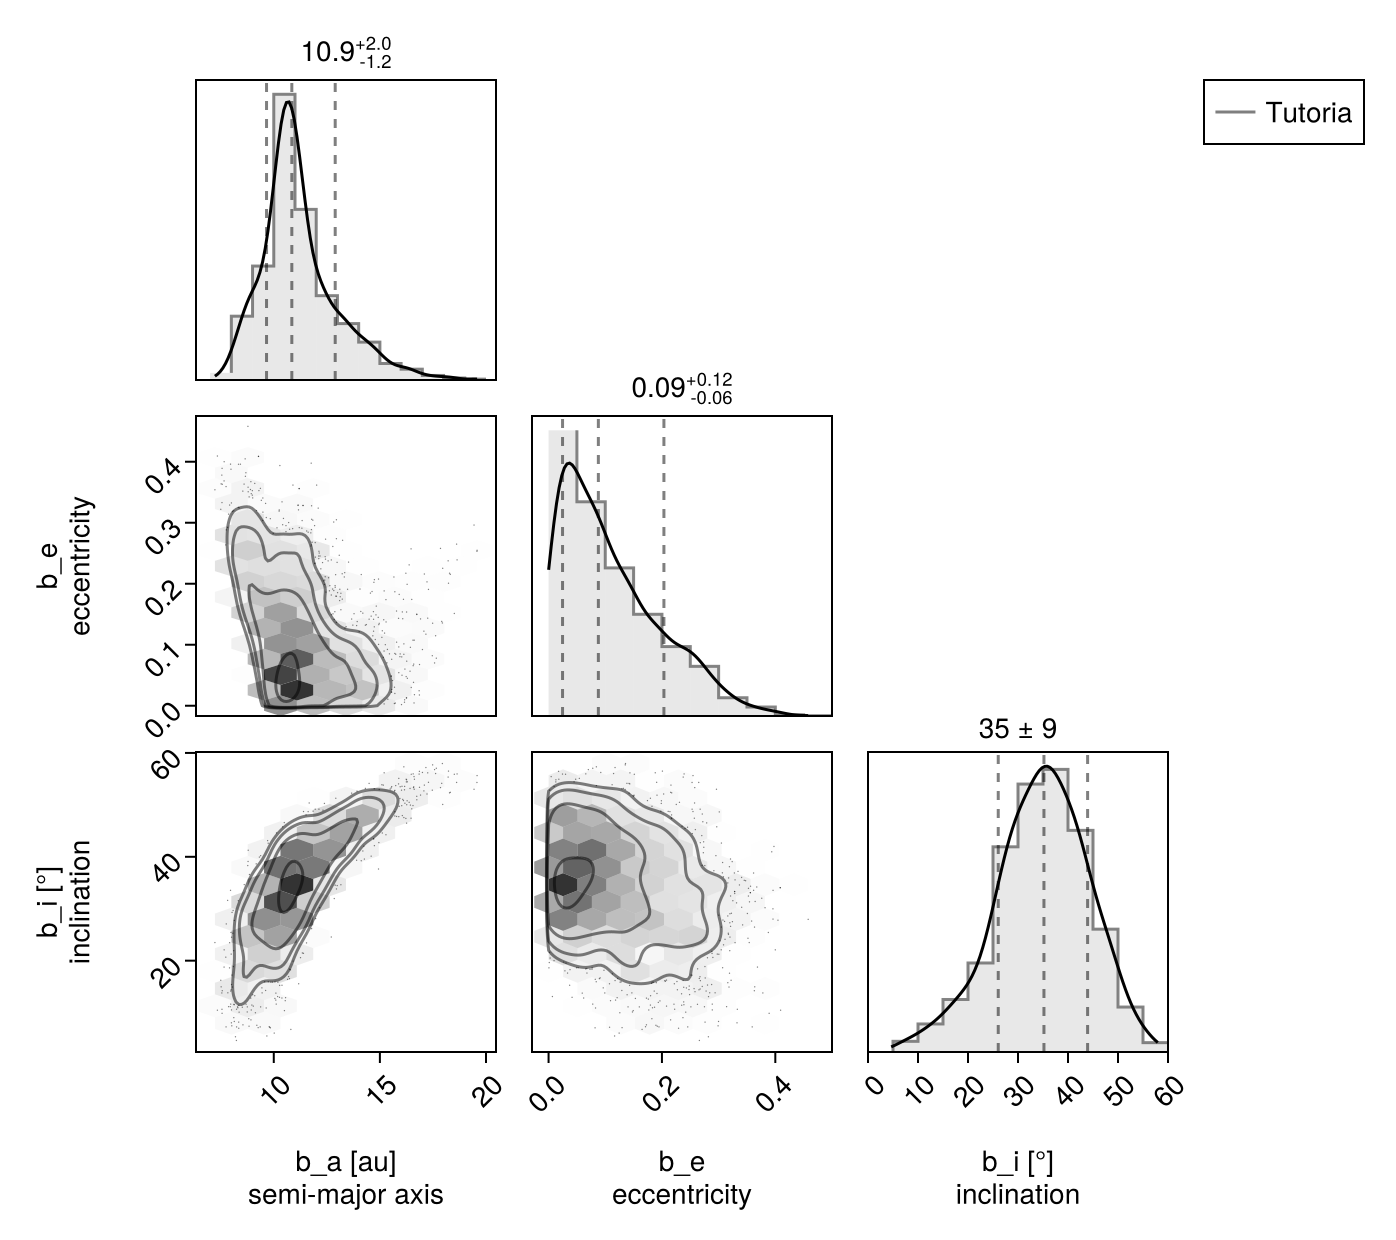 10.9+2.0 -1.2
Tutoria
0.09+0.12 -0.06
b_e
eccentricity
0.4
0.3
0.2
0.1
0.0
35 ± 9
b_i [°]
inclination
60
40
20
10 15 20
0.0 0.2 0.4
0 10 20 30 40 50 60
b_a [au]
semi-major axis
b_e
eccentricity
b_i [°]
inclination